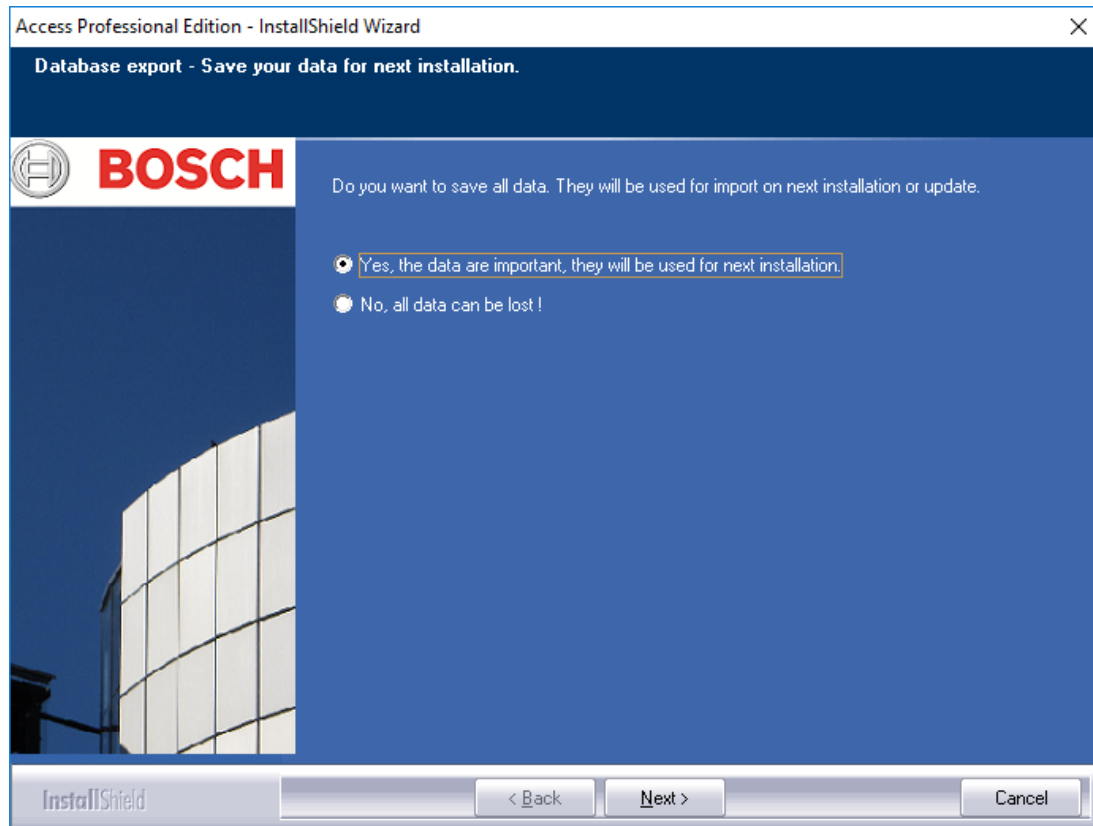 Access Professional Edition - InstallShield Wizard
Database export - Save your data for next installation.
BOSCH
Do you want to save all data. They will be used for import on next installation or update.
Yes, the data are important, they will be used for next installation.
No, all data can be lost !
InstallShield
< Back
Next >
Cancel